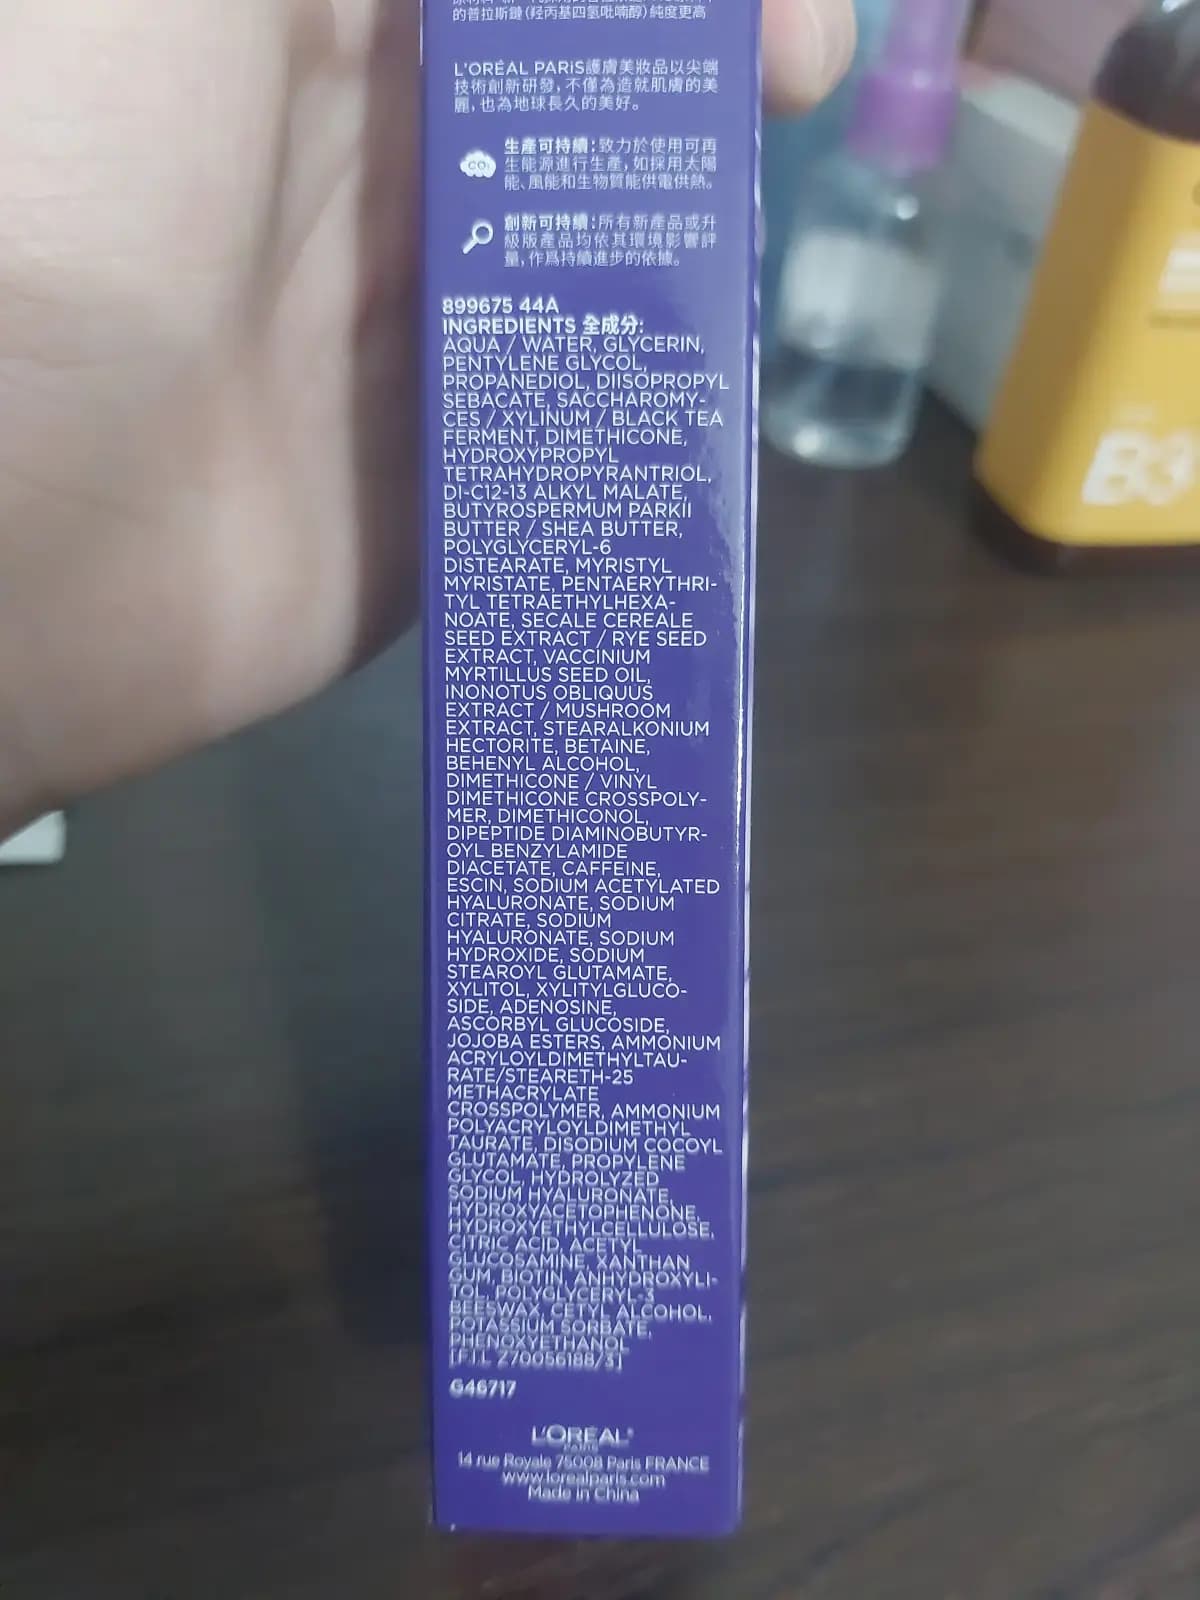 的普拉斯鏈(羥丙基四氫吡喃醇)純度更高
L'ORÉAL PARIS護膚美妝品以尖端
技術創新研發,不僅為造就肌膚的美
麗,也為地球長久的美好。
CO₂
生產可持續:致力於使用可再
生能源進行生產,如採用太陽
能、風能和生物質能供電供熱。
創新可持續:所有新產品或升
級版產品均依其環境影響評
量,作爲持續進步的依據。
899675 44A
INGREDIENTS 全成分:
AQUA / WATER, GLYCERIN,
PENTYLENE GLYCOL,
PROPANEDIOL, DIISOPROPYL
SEBACATE, SACCHAROMY-
CES / XYLINUM / BLACK TEA
FERMENT, DIMETHICONE,
HYDROXYPROPYL
TETRAHYDROPYRANTRIOL,
DI-C12-13 ALKYL MALATE,
BUTYROSPERMUM PARKII
BUTTER / SHEA BUTTER,
POLYGLYCERYL-6
DISTEARATE, MYRISTYL
MYRISTATE, PENTAERYTHRI-
TYL TETRAETHYLHEXA-
NOATE, SECALE CEREALE
SEED EXTRACT / RYE SEED
EXTRACT, VACCINIUM
MYRTILLUS SEED OIL,
INONOTUS OBLIQUUS
EXTRACT / MUSHROOM
EXTRACT, STEARALKONIUM
HECTORITE, BETAINE,
BEHENYL ALCOHOL,
DIMETHICONE / VINYL
DIMETHICONE CROSSPOLY-
MER, DIMETHICONOL,
DIPEPTIDE DIAMINOBUTYR-
OYL BENZYLAMIDE
DIACETATE, CAFFEINE,
ESCIN, SODIUM ACETYLATED
HYALURONATE, SODIUM
CITRATE, SODIUM
HYALURONATE, SODIUM
HYDROXIDE, SODIUM
STEAROYL GLUTAMATE,
XYLITOL, XYLITYLGLUCO-
SIDE, ADENOSINE,
ASCORBYL GLUCOSIDE,
JOJOBA ESTERS, AMMONIUM
ACRYLOYLDIMETHYLTAU-
RATE/STEARETH-25
METHACRYLATE
CROSSPOLYMER, AMMONIUM
POLYACRYLOYLDIMETHYL
TAURATE, DISODIUM COCOYL
GLUTAMATE, PROPYLENE
GLYCOL, HYDROLYZED
SODIUM HYALURONATE,
HYDROXYACETOPHENONE,
HYDROXYETHYLCELLULOSE,
CITRIC ACID, ACETYL
GLUCOSAMINE, XANTHAN
GUM, BIOTIN, ANHYDROXYLI-
TOL, POLYGLYCERYL-3
BEESWAX, CETYL ALCOHOL,
POTASSIUM SORBATE,
PHENOXYETHANOL
[F.I.L Z70056188/3]
G46717
L'ORÉAL
PARIS
14 rue Royale 75008 Paris FRANCE
www.lorealparis.com
Made in China
B3